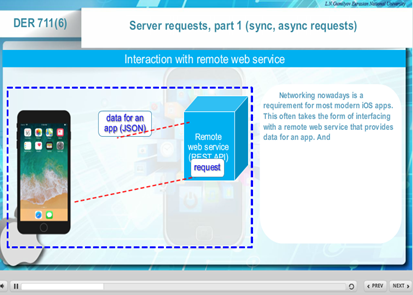 L.N.Gumilyov Eurasian National University
DER 711(6)
Server requests, part 1 (sync, async requests)
Interaction with remote web service
data for an
app (JSON)
Remote
web service
(REST API)
request
Networking nowadays is a
requirement for most modern iOS apps.
This often takes the form of interfacing
with a remote web service that provides
data for an app. And
PREV
NEXT